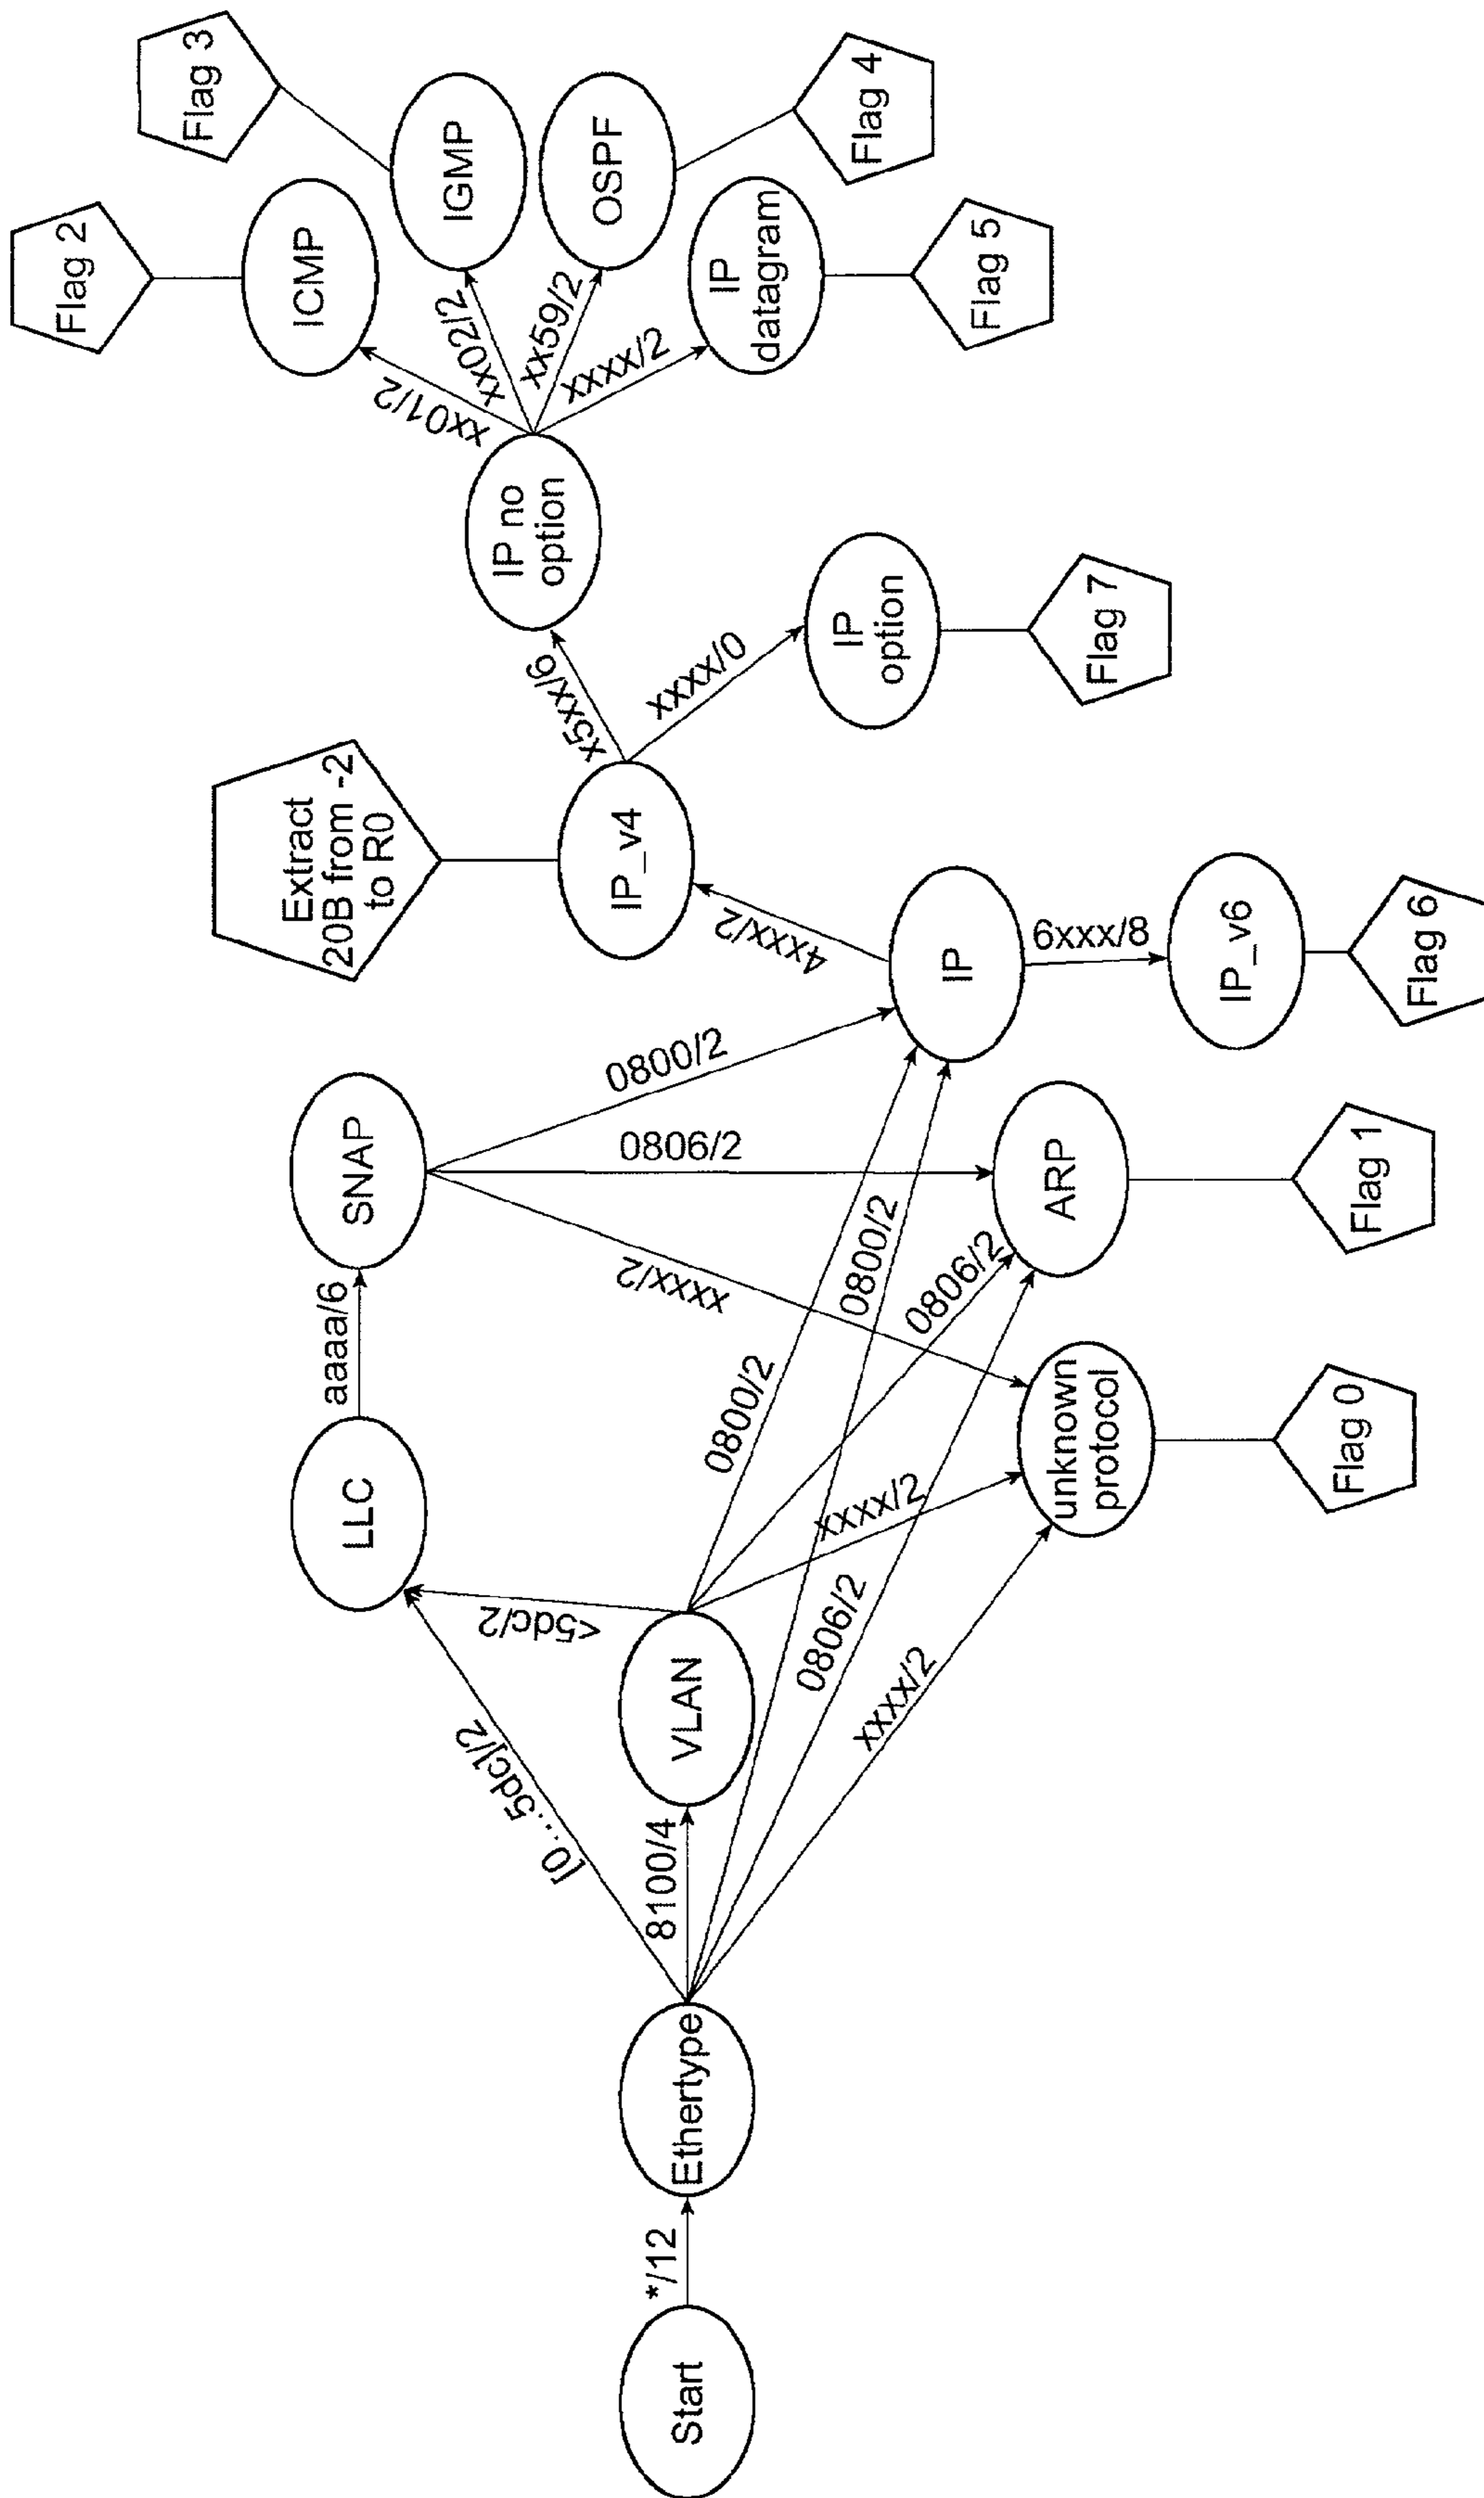 Start
*/12
Ethertype
[0...5dc]/2
8100/4
0800/2
0806/2
xxxx/2
VLAN
<5dc/2
0800/2
0806/2
xxxx/2
LLC
aaaa/6
SNAP
0800/2
0806/2
xxxx/2
unknown
protocol
Flag 0
ARP
Flag 1
IP
4xxx/2
6xxx/8
IP_v6
Flag 6
IP_v4
Extract
20B from -2
to R0
x5xx/6
xxxx/0
IP
option
Flag 7
IP no
option
xx01/2
xx02/2
xx59/2
xxxx/2
ICMP
Flag 2
IGMP
Flag 3
OSPF
Flag 4
IP
datagram
Flag 5